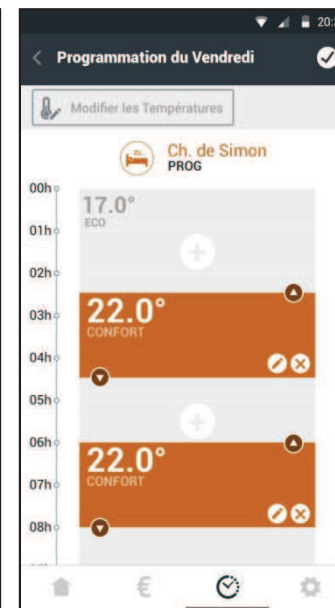 20:
Programmation du Vendredi
Modifier les Températures
Ch. de Simon
PROG
00h
17.0°
ECO
01h
02h
03h
22.0°
CONFORT
04h
05h
06h
22.0°
CONFORT
07h
08h